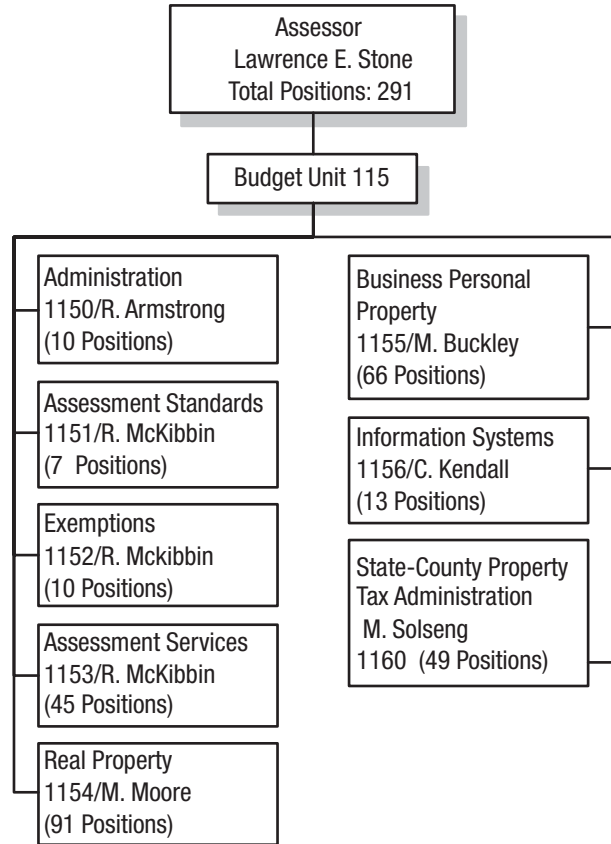 Assessor
Lawrence E. Stone
Total Positions: 291
Budget Unit 115
Administration
1150/R. Armstrong
(10 Positions)
Assessment Standards
1151/R. McKibbin
(7 Positions)
Exemptions
1152/R. Mckibbin
(10 Positions)
Assessment Services
1153/R. McKibbin
(45 Positions)
Real Property
1154/M. Moore
(91 Positions)
Business Personal
Property
1155/M. Buckley
(66 Positions)
Information Systems
1156/C. Kendall
(13 Positions)
State-County Property
Tax Administration
M. Solseng
1160 (49 Positions)